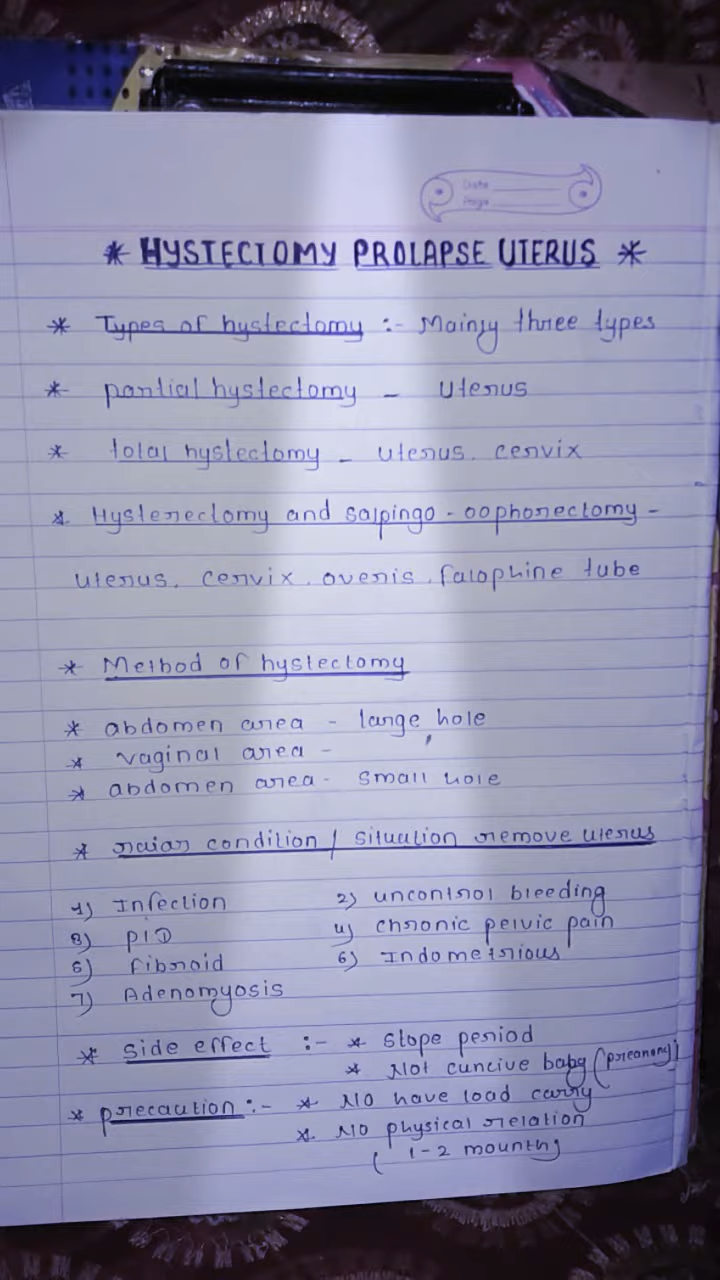 Date
Page
* HYSTECTOMY PROLAPSE UTERUS *
* Types of hystectomy :- Mainsy three types
* partial hystectomy - uterus
* total hystectomy - uterus. cervix
* Hysterectomy and salpingo - oophorectomy -
uterus. cervix. overis. falophine tube
* Method of hystectomy
* abdomen area - large hole
* vaginal area -
* abdomen area - small hole
* condition / situation remove uterus
1) Infection 2) uncontrol bleeding
3) PID 4) chronic pelvic pain
5) fibroid 6) Indometrious
7) Adenomyosis
* side effect :- * stope period
* Not cuncive baby (preanany)
* precaution :- * No have load carry
* No physical relation
( 1-2 mounth)